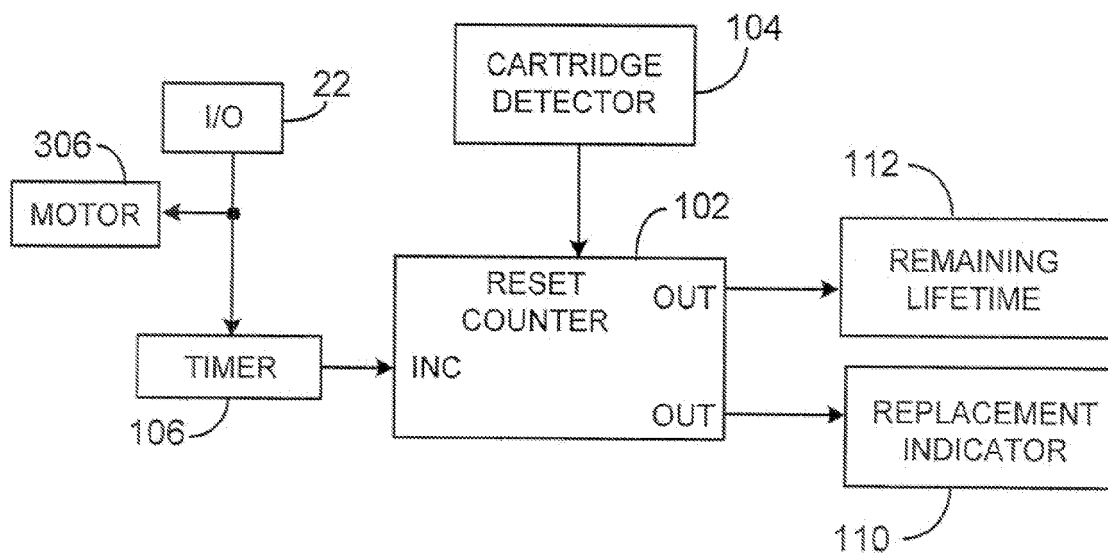 104
CARTRIDGE
DETECTOR
22
I/O
306
MOTOR
112
102
REMAINING
LIFETIME
RESET
COUNTER
OUT
TIMER
INC
106
OUT
REPLACEMENT
INDICATOR
110